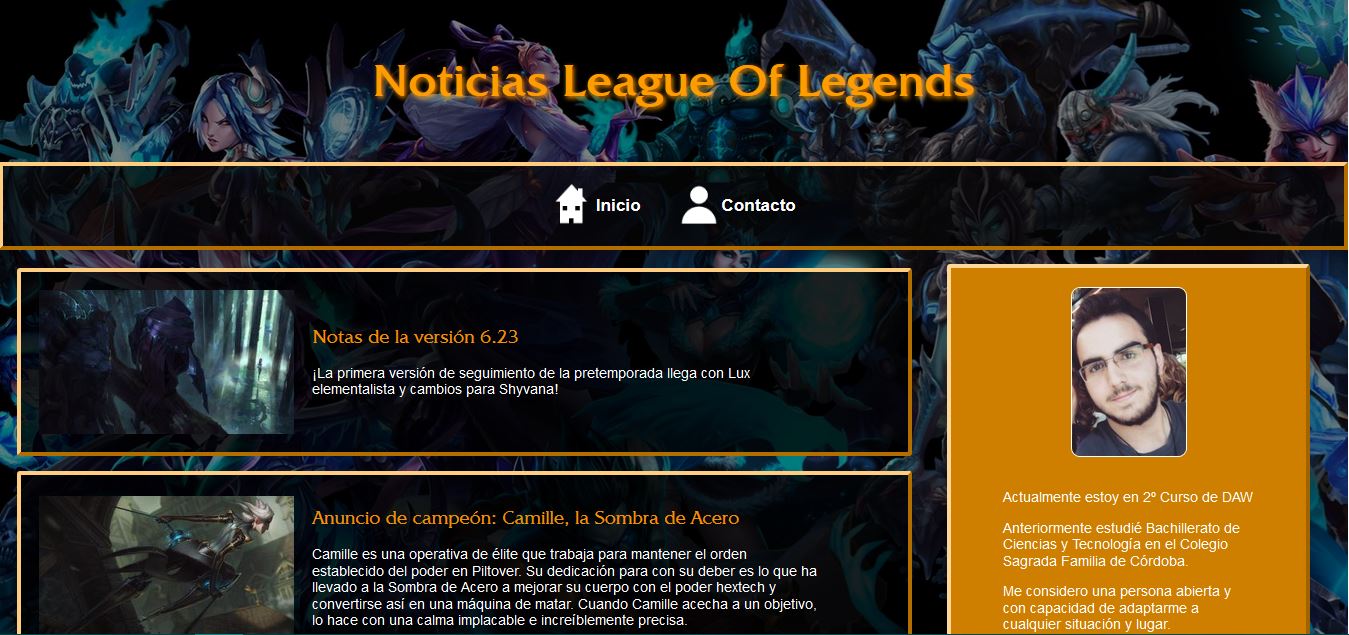 Noticias League Of Legends
Inicio
Contacto
Notas de la versión 6.23
¡La primera versión de seguimiento de la pretemporada llega con Lux
elementalista y cambios para Shyvana!
Anuncio de campeón: Camille, la Sombra de Acero
Camille es una operativa de élite que trabaja para mantener el orden
establecido del poder en Piltover. Su dedicación para con su deber es lo que ha
llevado a la Sombra de Acero a mejorar su cuerpo con el poder hextech y
convertirse así en una máquina de matar. Cuando Camille acecha a un objetivo,
lo hace con una calma implacable e increíblemente precisa.
Actualmente estoy en 2º Curso de DAW
Anteriormente estudié Bachillerato de
Ciencias y Tecnología en el Colegio
Sagrada Familia de Córdoba.
Me considero una persona abierta y
con capacidad de adaptarme a
cualquier situación y lugar.